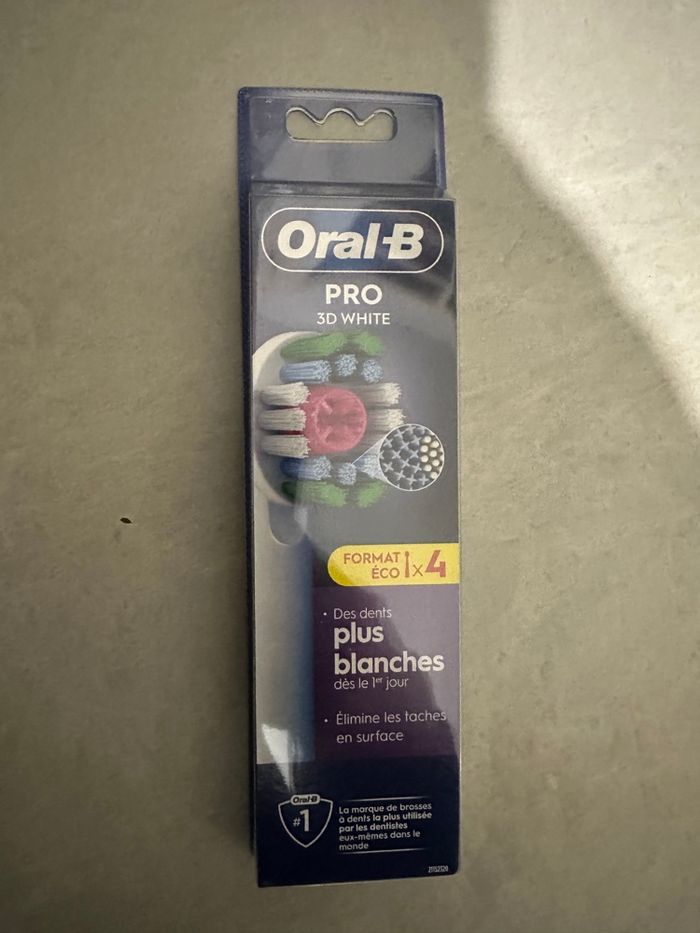 Oral-B
PRO
3D WHITE
FORMAT
ÉCO x4
• Des dents
plus
blanches
dès le 1er jour
• Élimine les taches
en surface
Oral-B
#1
La marque de brosses
à dents la plus utilisée
par les dentistes
eux-mêmes dans le
monde
21152120